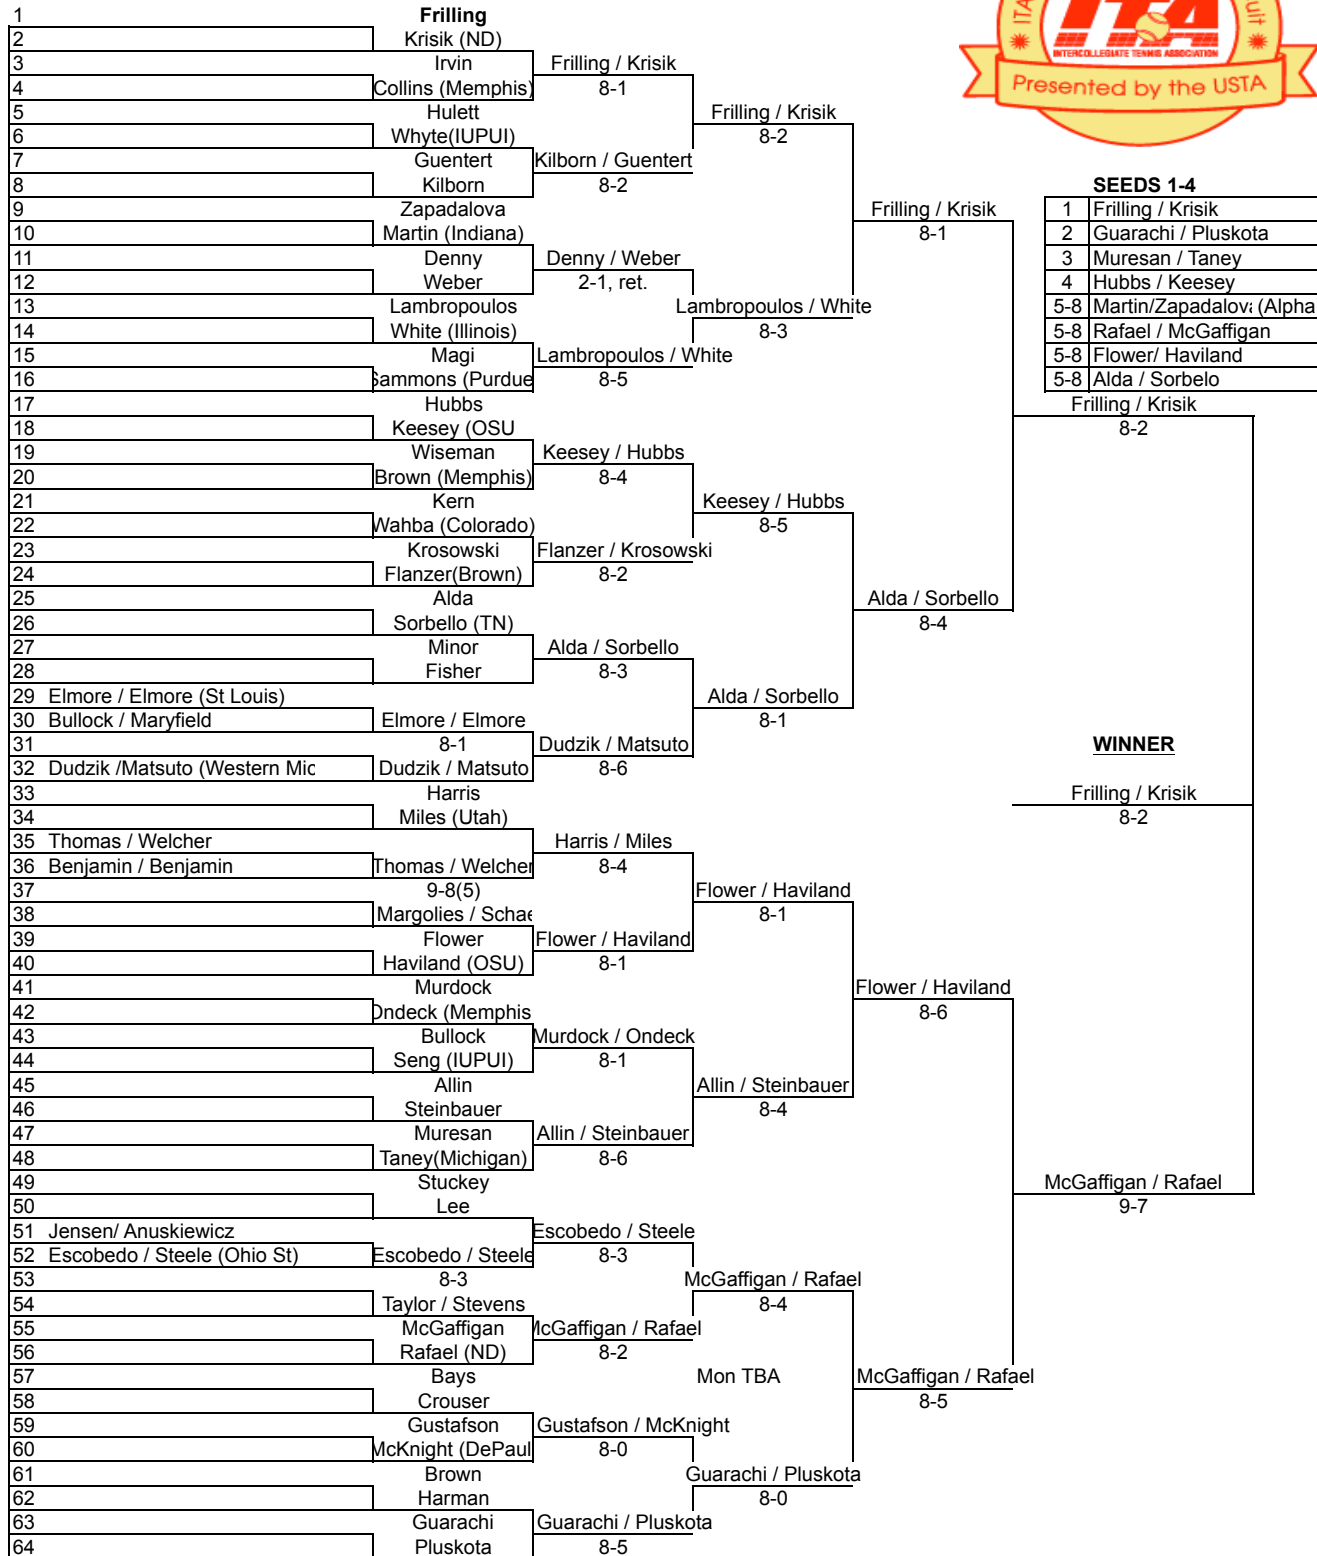 1 Frilling
2 Krisik (ND)
3 Irvin Frilling / Krisik
4 Collins (Memphis) 8-1
5 Hulett Frilling / Krisik
6 Whyte(IUPUI) 8-2
7 Guentert Kilborn / Guentert
8 Kilborn 8-2
9 Zapadalova Frilling / Krisik
10 Martin (Indiana) 8-1
11 Denny Denny / Weber
12 Weber 2-1, ret.
13 Lambropoulos Lambropoulos / White
14 White (Illinois) 8-3
15 Magi Lambropoulos / White
16 Sammons (Purdue 8-5
17 Hubbs Frilling / Krisik
18 Keesey (OSU 8-2
19 Wiseman Keesey / Hubbs
20 Brown (Memphis) 8-4
21 Kern Keesey / Hubbs
22 Wahba (Colorado) 8-5
23 Krosowski Flanzer / Krosowski
24 Flanzer(Brown) 8-2
25 Alda Alda / Sorbello
26 Sorbello (TN) 8-4
27 Minor Alda / Sorbello
28 Fisher 8-3
29 Elmore / Elmore (St Louis) Alda / Sorbello
30 Bullock / Maryfield Elmore / Elmore 8-1
31 8-1 Dudzik / Matsuto
32 Dudzik /Matsuto (Western Mic Dudzik / Matsuto 8-6
33 Harris
34 Miles (Utah)
35 Thomas / Welcher Harris / Miles
36 Benjamin / Benjamin Thomas / Welcher 8-4
37 9-8(5) Flower / Haviland
38 Margolies / Schae 8-1
39 Flower Flower / Haviland
40 Haviland (OSU) 8-1
41 Murdock Flower / Haviland
42 Ondeck (Memphis 8-6
43 Bullock Murdock / Ondeck
44 Seng (IUPUI) 8-1
45 Allin Allin / Steinbauer
46 Steinbauer 8-4
47 Muresan Allin / Steinbauer
48 Taney(Michigan) 8-6
49 Stuckey McGaffigan / Rafael
50 Lee 9-7
51 Jensen/ Anuskiewicz Escobedo / Steele
52 Escobedo / Steele (Ohio St) Escobedo / Steele 8-3
53 8-3 McGaffigan / Rafael
54 Taylor / Stevens 8-4
55 McGaffigan McGaffigan / Rafael
56 Rafael (ND) 8-2
57 Bays Mon TBA McGaffigan / Rafael
58 Crouser 8-5
59 Gustafson Gustafson / McKnight
60 McKnight (DePaul 8-0
61 Brown Guarachi / Pluskota
62 Harman 8-0
63 Guarachi Guarachi / Pluskota
64 Pluskota 8-5
ITA
ITA
INTERCOLLEGIATE TENNIS ASSOCIATION
Presented by the USTA
SEEDS 1-4
1 Frilling / Krisik
2 Guarachi / Pluskota
3 Muresan / Taney
4 Hubbs / Keesey
5-8 Martin/Zapadalova (Alpha
5-8 Rafael / McGaffigan
5-8 Flower/ Haviland
5-8 Alda / Sorbelo
WINNER
Frilling / Krisik
8-2